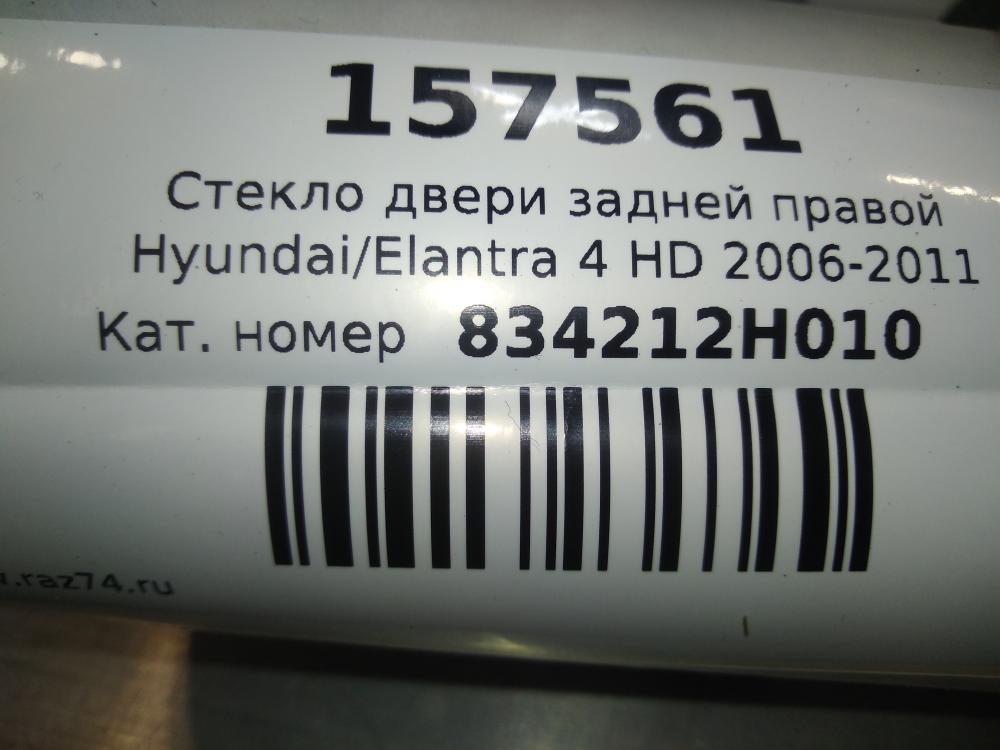 157561
Стекло двери задней правой
Hyundai/Elantra 4 HD 2006-2011
Кат. номер 834212H010
.raz74.ru